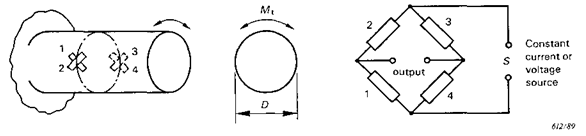 1
2
3
4
Mt
D
2
3
1
4
output
S
Constant
current or
voltage
source
612/89